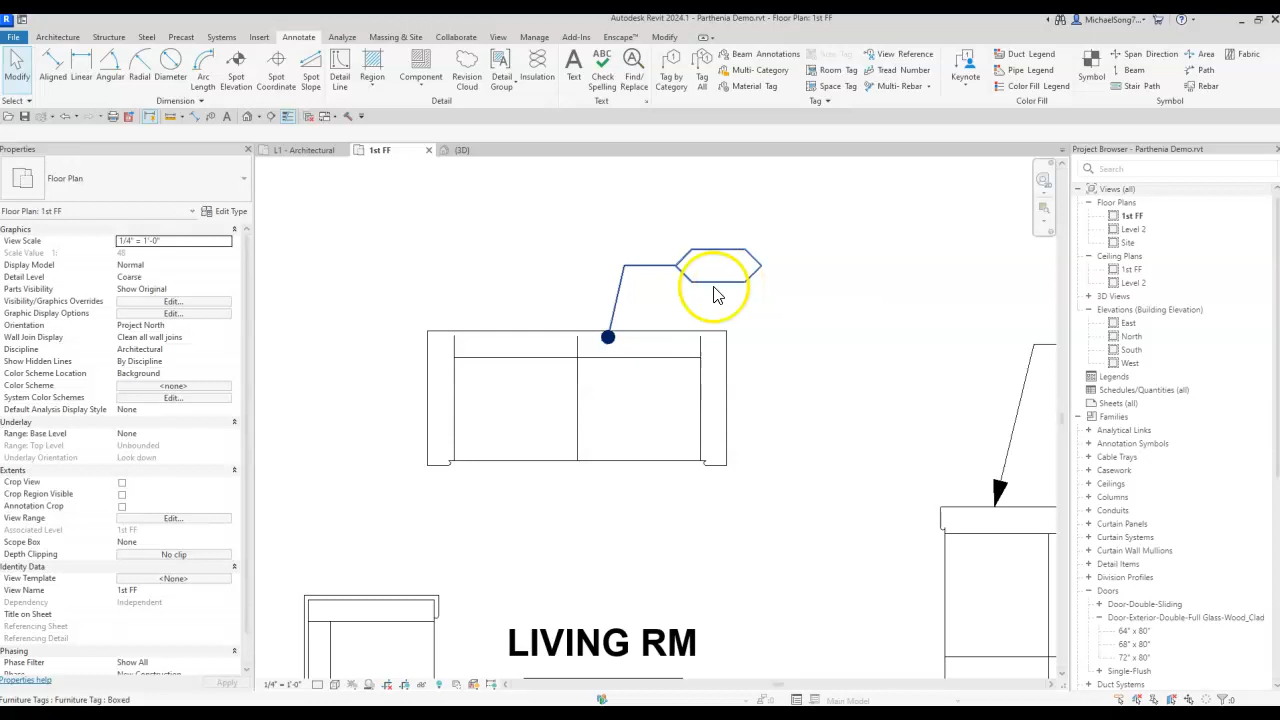 Autodesk Revit 2024.1 - Parthenia Demo.rvt - Floor Plan: 1st FF
MichaelSong7...
File Architecture Structure Steel Precast Systems Insert Annotate Analyze Massing & Site Collaborate View Manage Add-Ins Enscape™ Modify
Modify Aligned Linear Angular Radial Diameter Arc Length Spot Elevation Spot Coordinate Spot Slope Detail Line Region Component Revision Cloud Detail Group Insulation Text Check Spelling Find/ Replace Tag by Category Tag All
ABC
Beam Annotations Area Tag View Reference
Multi- Category Room Tag Tread Number
Material Tag Space Tag Multi- Rebar
Keynote
Duct Legend
Pipe Legend
Color Fill Legend
Symbol
Span Direction Area Fabric
Beam Path
Stair Path Rebar
Select Dimension Detail Text Tag Color Fill Symbol
Properties
L1 - Architectural 1st FF {3D}
Floor Plan
Floor Plan: 1st FF Edit Type
Graphics
View Scale 1/4" = 1'-0"
Scale Value 1: 48
Display Model Normal
Detail Level Coarse
Parts Visibility Show Original
Visibility/Graphics Overrides Edit...
Graphic Display Options Edit...
Orientation Project North
Wall Join Display Clean all wall joins
Discipline Architectural
Show Hidden Lines By Discipline
Color Scheme Location Background
Color Scheme <none>
System Color Schemes Edit...
Default Analysis Display Style None
Underlay
Range: Base Level None
Range: Top Level Unbounded
Underlay Orientation Look down
Extents
Crop View
Crop Region Visible
Annotation Crop
View Range Edit...
Associated Level 1st FF
Scope Box None
Depth Clipping No clip
Identity Data
View Template <None>
View Name 1st FF
Dependency Independent
Title on Sheet
Referencing Sheet
Referencing Detail
Phasing
Phase Filter Show All
Properties help Apply
LIVING RM
Project Browser - Parthenia Demo.rvt
Search
Views (all)
Floor Plans
1st FF
Level 2
Site
Ceiling Plans
1st FF
Level 2
3D Views
Elevations (Building Elevation)
East
North
South
West
Legends
Schedules/Quantities (all)
Sheets (all)
Families
Analytical Links
Annotation Symbols
Cable Trays
Casework
Ceilings
Columns
Conduits
Curtain Panels
Curtain Systems
Curtain Wall Mullions
Detail Items
Division Profiles
Doors
Door-Double-Sliding
Door-Exterior-Double-Full Glass-Wood_Clad
64" x 80"
68" x 80"
72" x 80"
Single-Flush
Duct Systems
1/4" = 1'-0"
Furniture Tags : Furniture Tag : Boxed
:0 Main Model :0